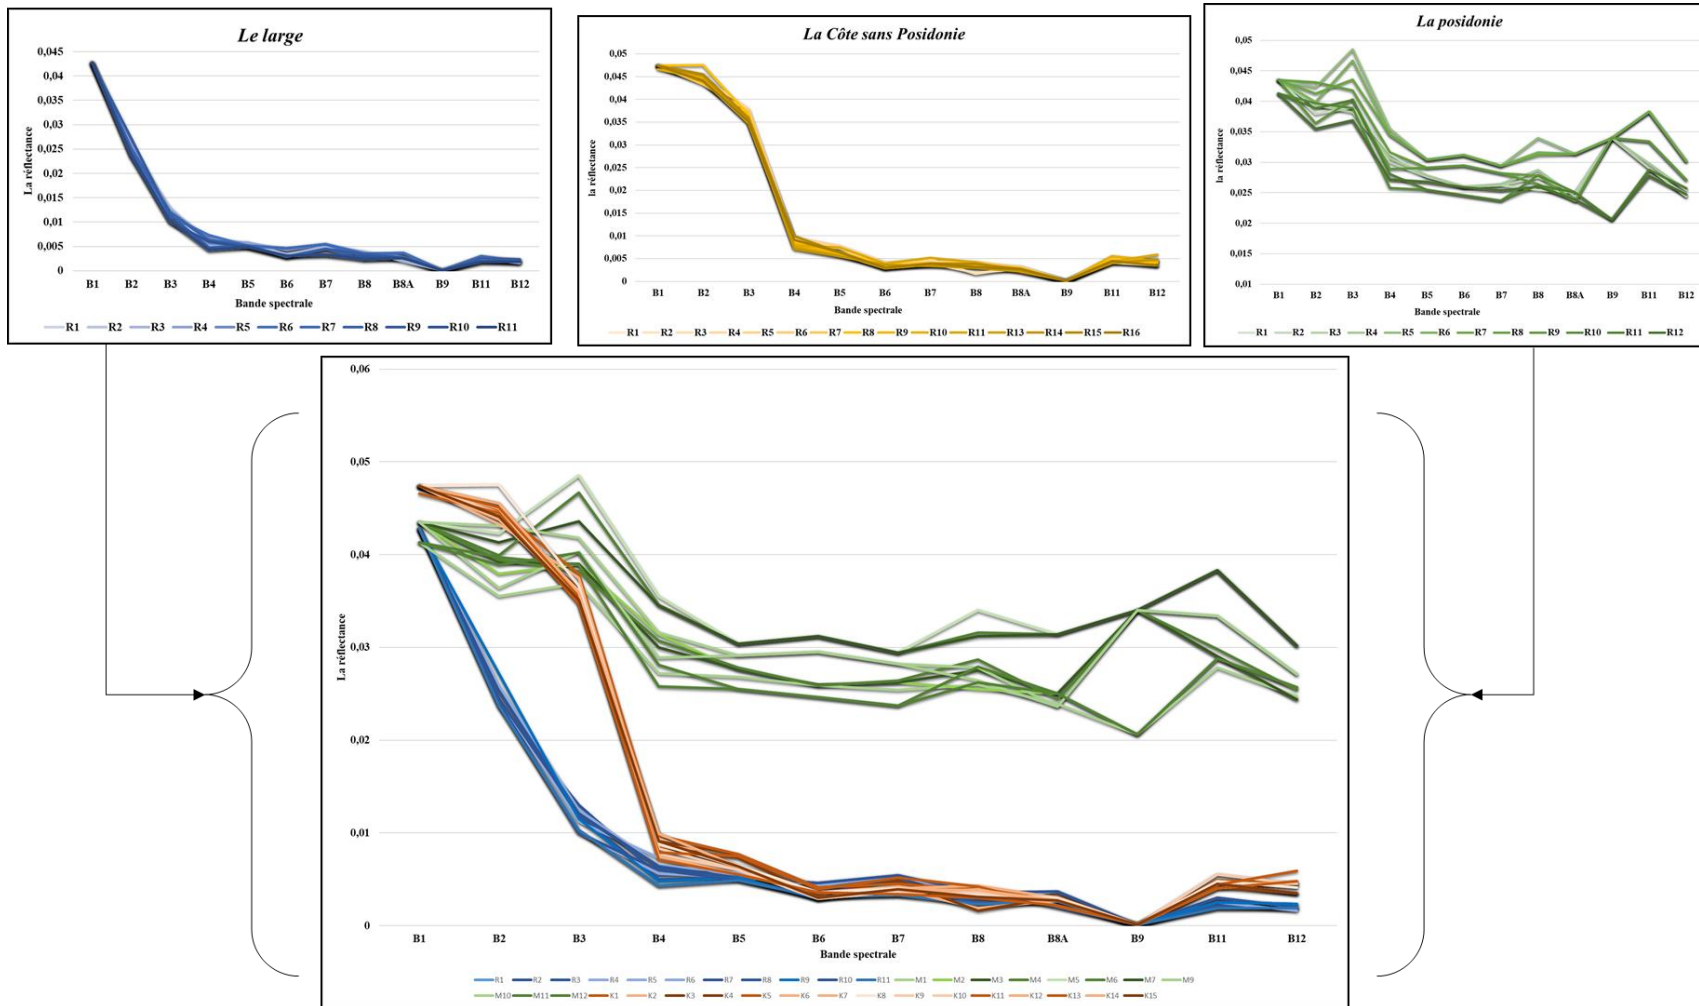 Le large
0,045
0,04
0,035
0,03
0,025
0,02
0,015
0,01
0,005
0
La réflectance
B1 B2 B3 B4 B5 B6 B7 B8 B8A B9 B11 B12
Bande spectrale
R1 R2 R3 R4 R5 R6 R7 R8 R9 R10 R11
La Côte sans Posidonie
0,05
0,045
0,04
0,035
0,03
0,025
0,02
0,015
0,01
0,005
0
la réflectance
B1 B2 B3 B4 B5 B6 B7 B8 B8A B9 B11 B12
Bande spectrale
R1 R2 R3 R4 R5 R6 R7 R8 R9 R10 R11 R13 R14 R15 R16
La posidonie
0,05
0,045
0,04
0,035
0,03
0,025
0,02
0,015
0,01
la réflectance
B1 B2 B3 B4 B5 B6 B7 B8 B8A B9 B11 B12
Bande spectrale
R1 R2 R3 R4 R5 R6 R7 R8 R9 R10 R11 R12
0,06
0,05
0,04
0,03
0,02
0,01
0
La réflectance
B1 B2 B3 B4 B5 B6 B7 B8 B8A B9 B11 B12
Bande spectrale
R1 R2 R3 R4 R5 R6 R7 R8 R9 R10 R11 M1 M2 M3 M4 M5 M6 M7 M9
M10 M11 M12 K1 K2 K3 K4 K5 K6 K7 K8 K9 K10 K11 K12 K13 K14 K15